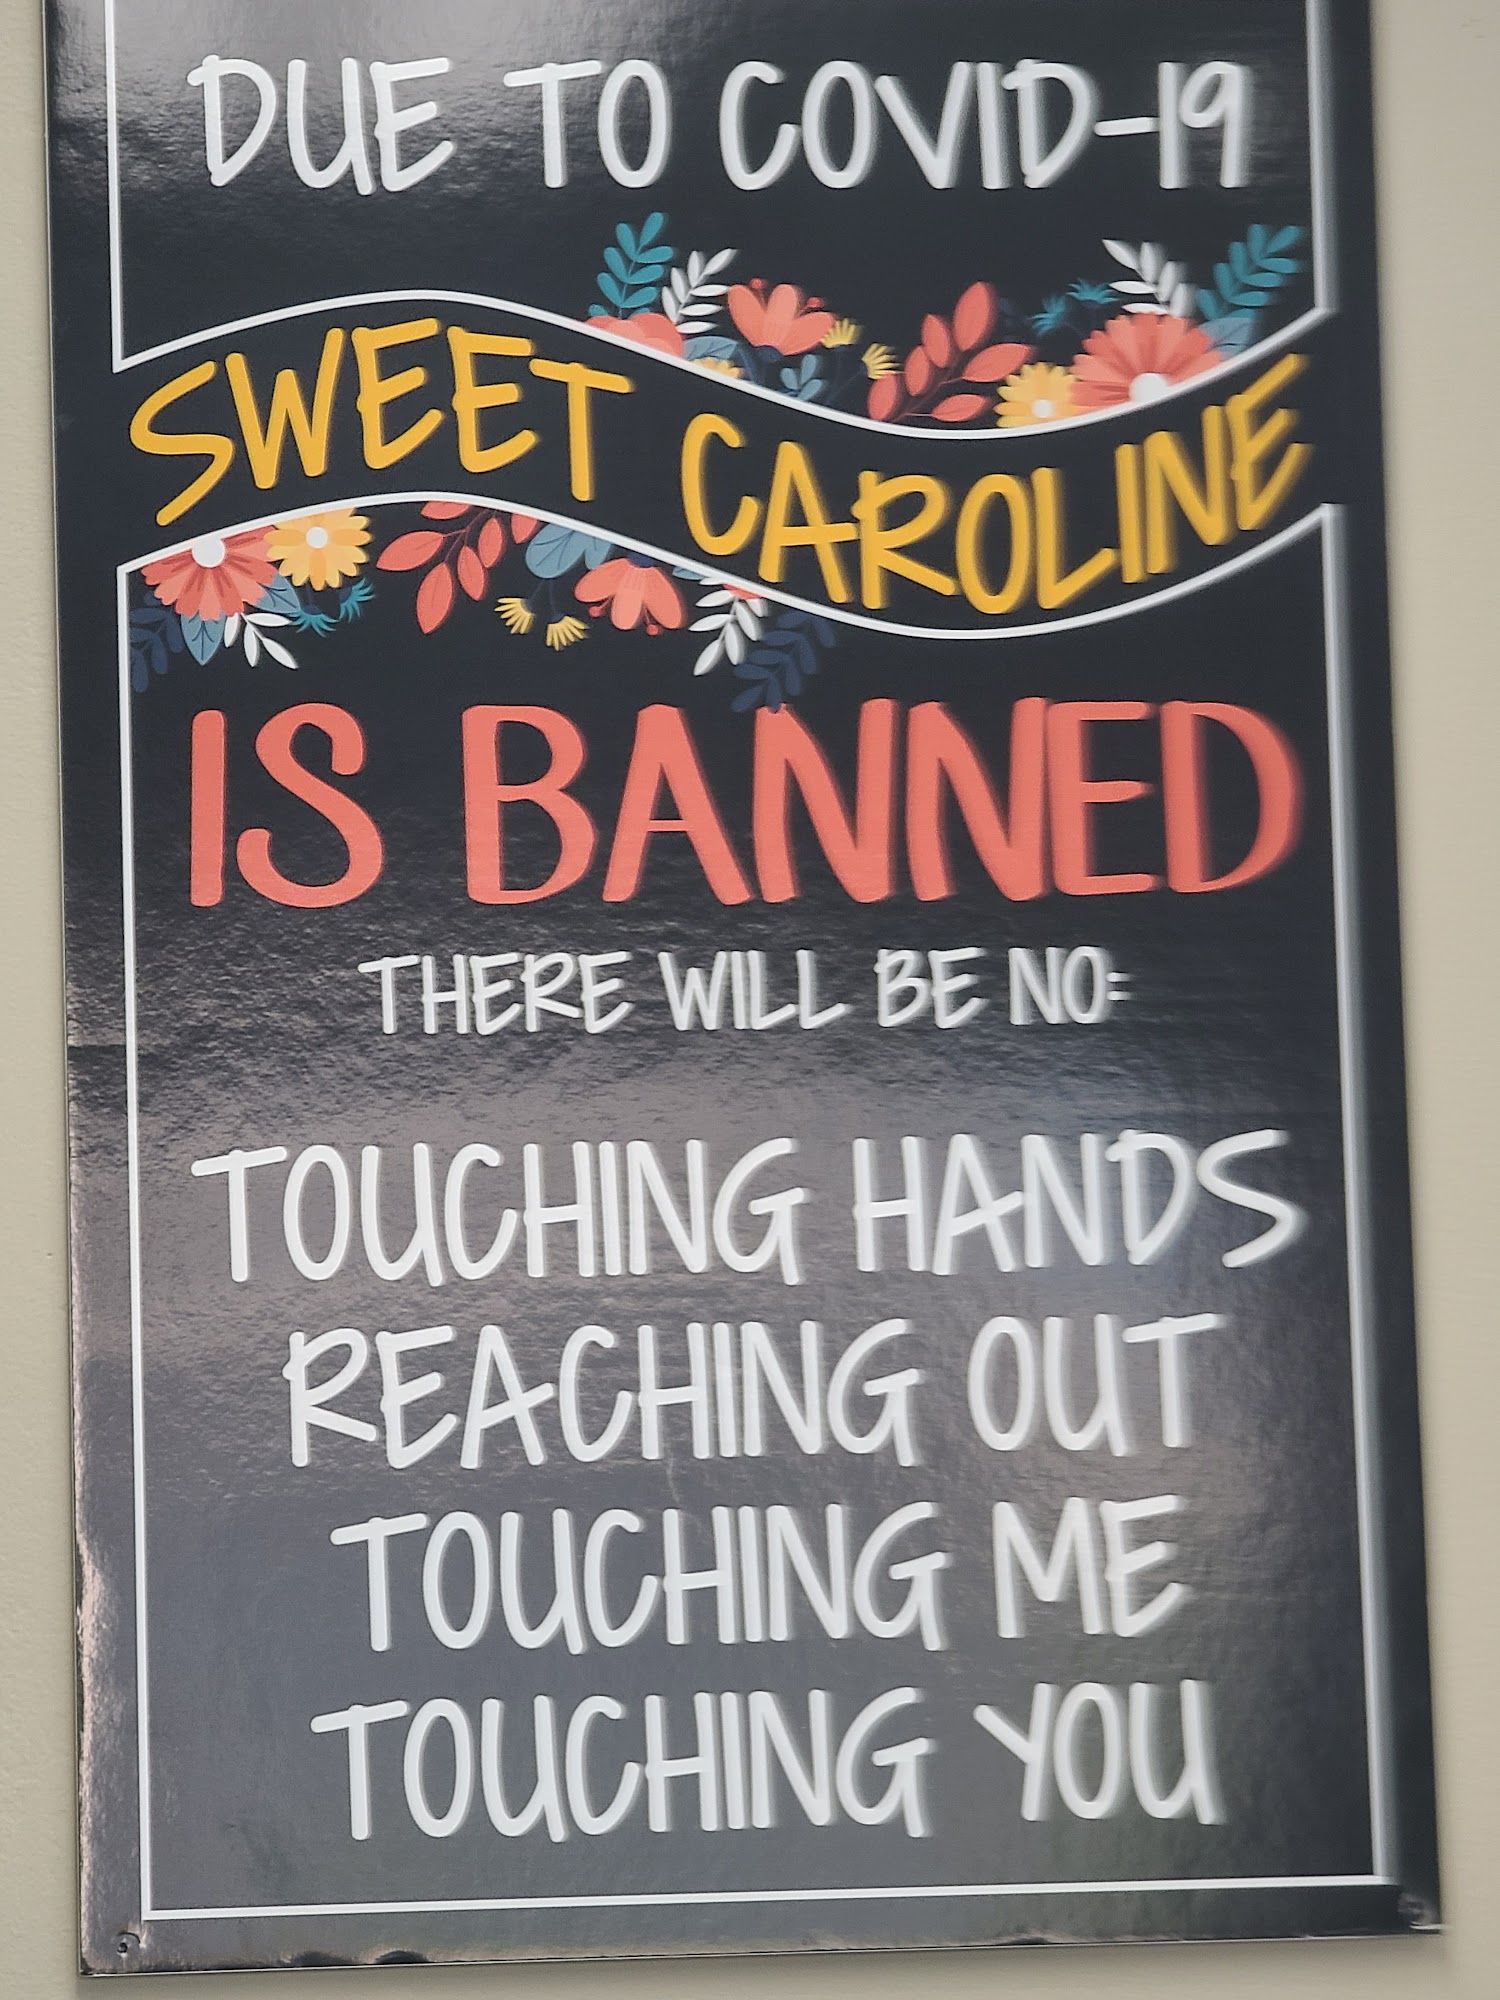 DUE TO COVID-19
SWEET CAROLINE
IS BANNED
THERE WILL BE NO:
TOUCHING HANDS
REACHING OUT
TOUCHING ME
TOUCHING YOU